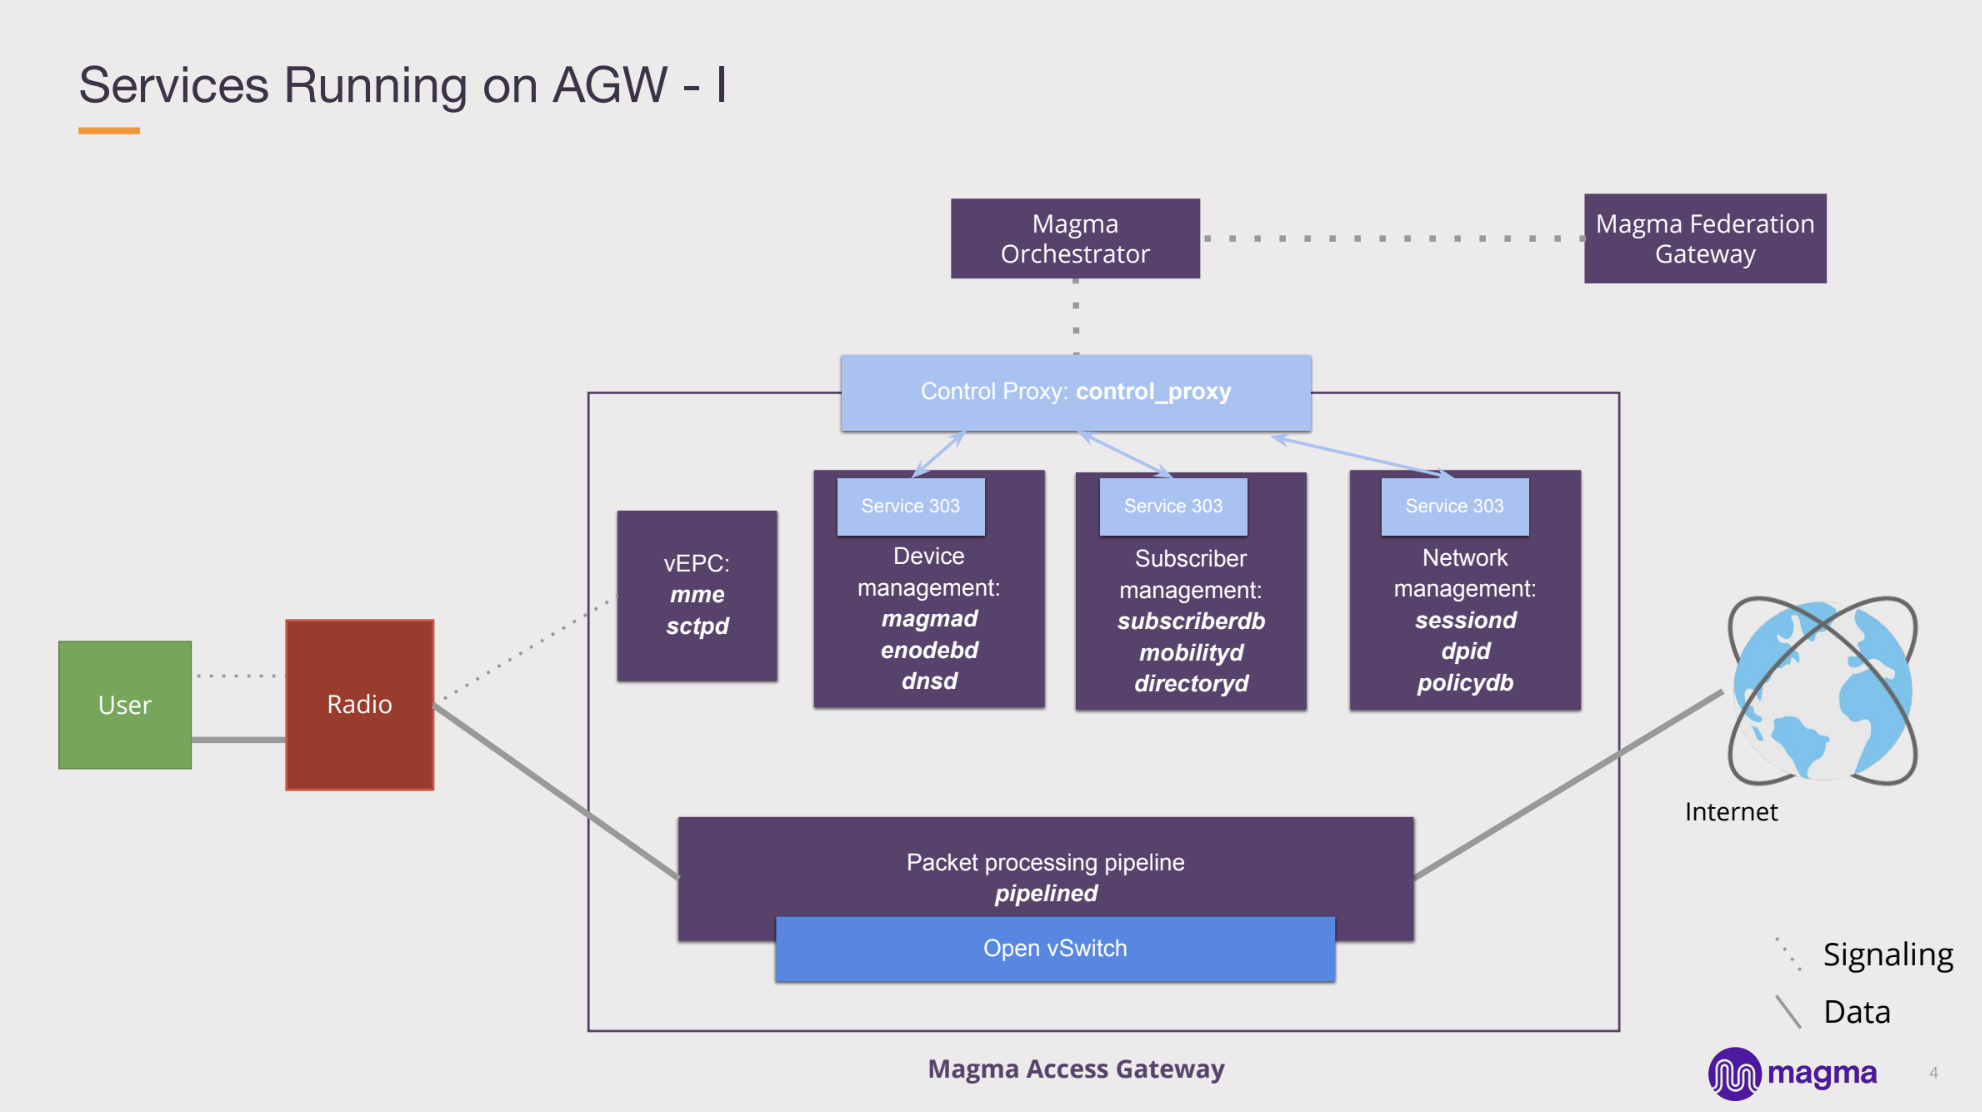 Services Running on AGW - I
Magma
Orchestrator
Magma Federation
Gateway
Control Proxy: control_proxy
Service 303
Service 303
Service 303
vEPC:
mme
sctpd
Device
management:
magmad
enodebd
dnsd
Subscriber
management:
subscriberdb
mobilityd
directoryd
Network
management:
sessiond
dpid
policydb
User
Radio
Internet
Packet processing pipeline
pipelined
Open vSwitch
Signaling
Data
Magma Access Gateway
magma
4